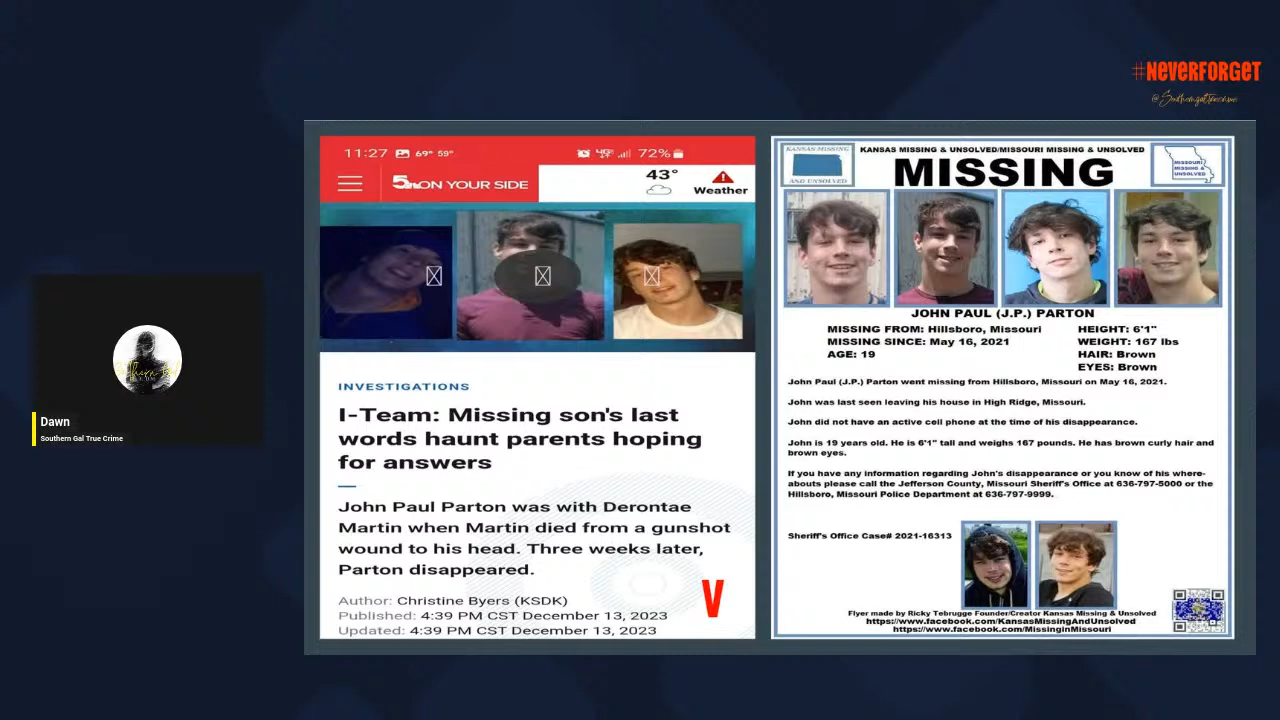 #NEVERFORGET
@Southerngaltruecrime
Dawn
Southern Gal True Crime
11:27 69° 59° 72%
5 ON YOUR SIDE
43°
Weather
INVESTIGATIONS
I-Team: Missing son's last
words haunt parents hoping
for answers
John Paul Parton was with Derontae
Martin when Martin died from a gunshot
wound to his head. Three weeks later,
Parton disappeared.
Author: Christine Byers (KSDK)
Published: 4:39 PM CST December 13, 2023
Updated: 4:39 PM CST December 13, 2023
V
KANSAS MISSING
AND UNSOLVED
KANSAS MISSING & UNSOLVED/MISSOURI MISSING & UNSOLVED
MISSING
MISSOURI
MISSING &
UNSOLVED
JOHN PAUL (J.P.) PARTON
MISSING FROM: Hillsboro, Missouri
MISSING SINCE: May 16, 2021
AGE: 19
HEIGHT: 6'1"
WEIGHT: 167 lbs
HAIR: Brown
EYES: Brown
John Paul (J.P.) Parton went missing from Hillsboro, Missouri on May 16, 2021.
John was last seen leaving his house in High Ridge, Missouri.
John did not have an active cell phone at the time of his disappearance.
John is 19 years old. He is 6'1" tall and weighs 167 pounds. He has brown curly hair and
brown eyes.
If you have any information regarding John's disappearance or you know of his where-
abouts please call the Jefferson County, Missouri Sheriff's Office at 636-797-5000 or the
Hillsboro, Missouri Police Department at 636-797-9999.
Sheriff's Office Case# 2021-16313
Flyer made by Ricky Tebrugge Founder/Creator Kansas Missing & Unsolved
https://www.facebook.com/KansasMissingAndUnsolved
https://www.facebook.com/MissingInMissouri